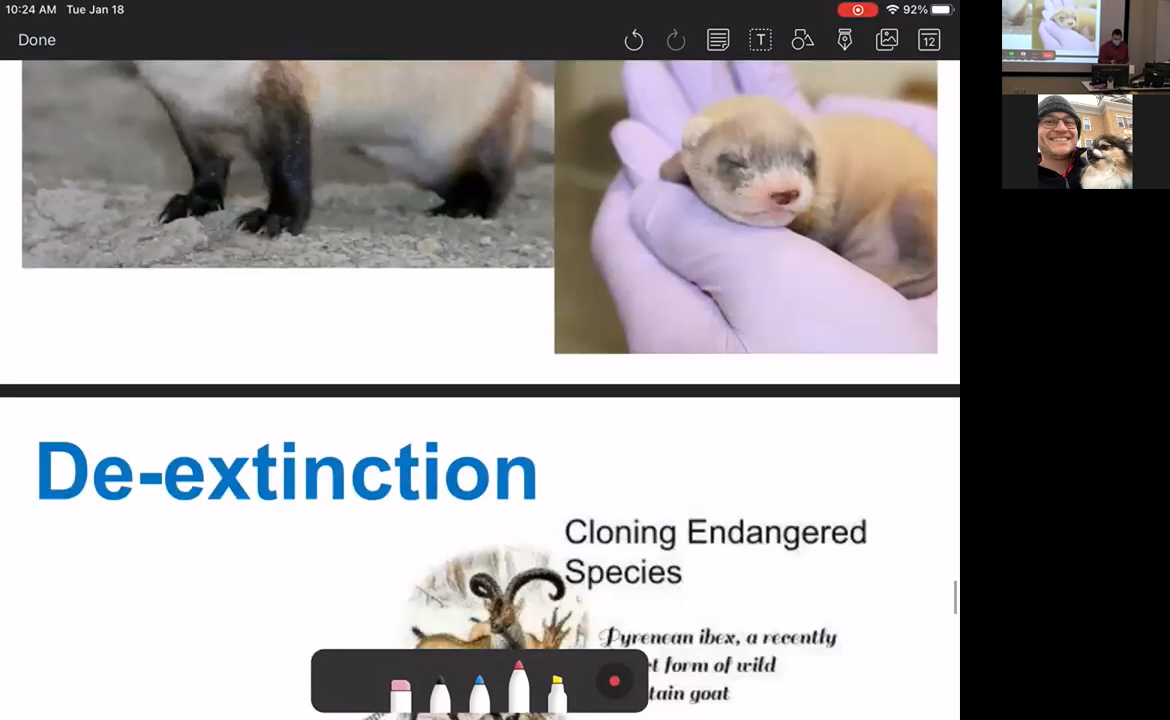 10:24 AM Tue Jan 18
92%
Done
T
12
De-extinction
Cloning Endangered
Species
Pyrenean ibex, a recently
form of wild
goat